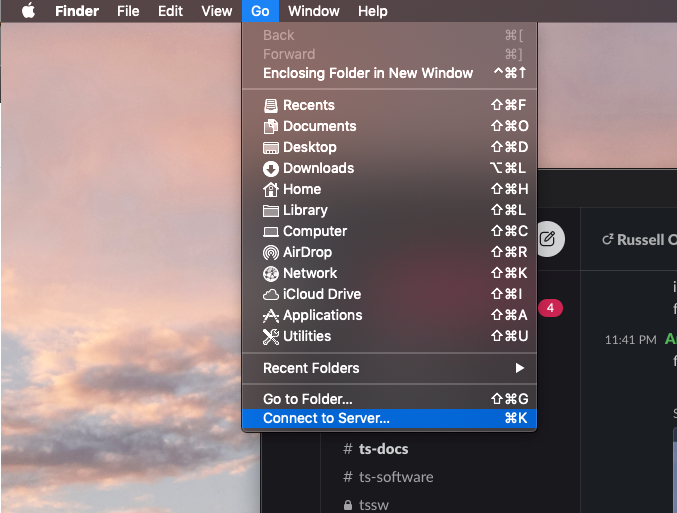 Finder File Edit View Go Window Help
Back ⌘[
Forward ⌘]
Enclosing Folder in New Window ^⌘↑
Recents ⇧⌘F
Documents ⇧⌘O
Desktop ⇧⌘D
Downloads ⌥⌘L
Home ⇧⌘H
Library ⇧⌘L
Computer ⇧⌘C
AirDrop ⇧⌘R
Network ⇧⌘K
iCloud Drive ⇧⌘I
Applications ⇧⌘A
Utilities ⇧⌘U
Recent Folders ▶
Go to Folder... ⇧⌘G
Connect to Server... ⌘K
4
# ts-docs
# ts-software
tssw
Russell
11:41 PM